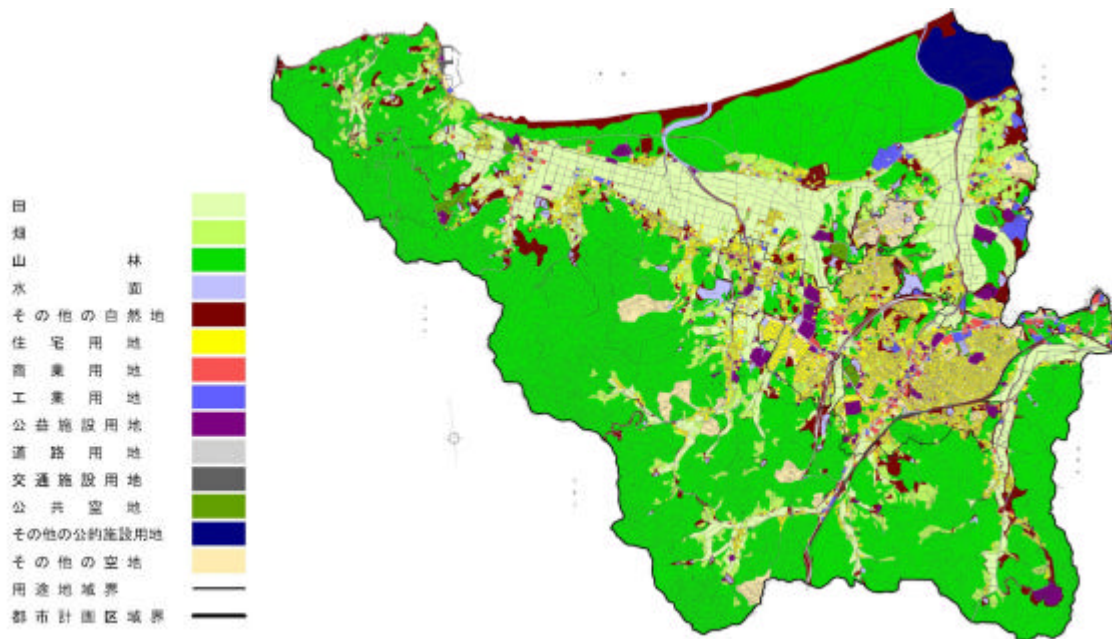 田
畑
山林
水面
その他の自然地
住宅用地
商業用地
工業用地
公益施設用地
道路用地
交通施設用地
公共空地
その他の公的施設用地
その他の空地
用途地域界
都市計画区域界